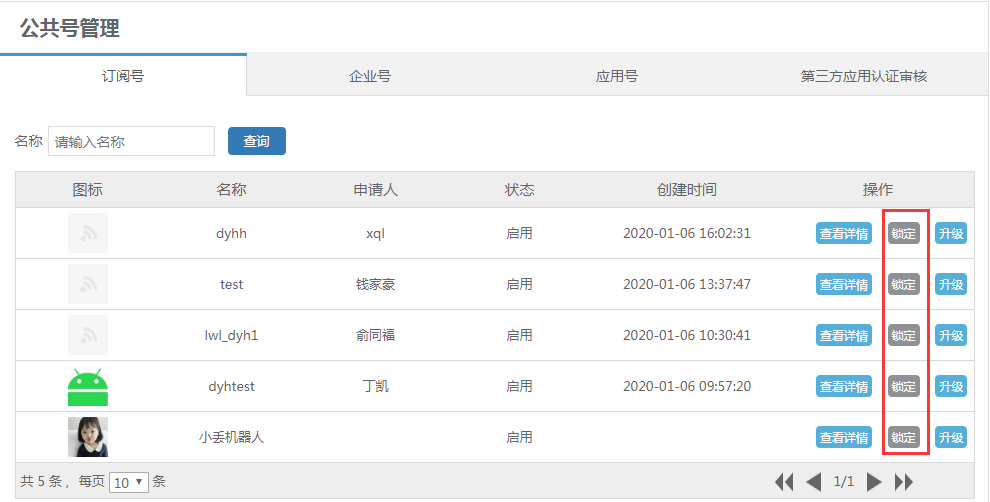 公共号管理
订阅号 企业号 应用号 第三方应用认证审核
名称 请输入名称 查询
图标 名称 申请人 状态 创建时间 操作
dyhh xql 启用 2020-01-06 16:02:31 查看详情 锁定 升级
test 钱家豪 启用 2020-01-06 13:37:47 查看详情 锁定 升级
lwl_dyh1 俞同福 启用 2020-01-06 10:30:41 查看详情 锁定 升级
dyhtest 丁凯 启用 2020-01-06 09:57:20 查看详情 锁定 升级
小丢机器人 启用 查看详情 锁定 升级
共 5 条，每页 10 条 1/1